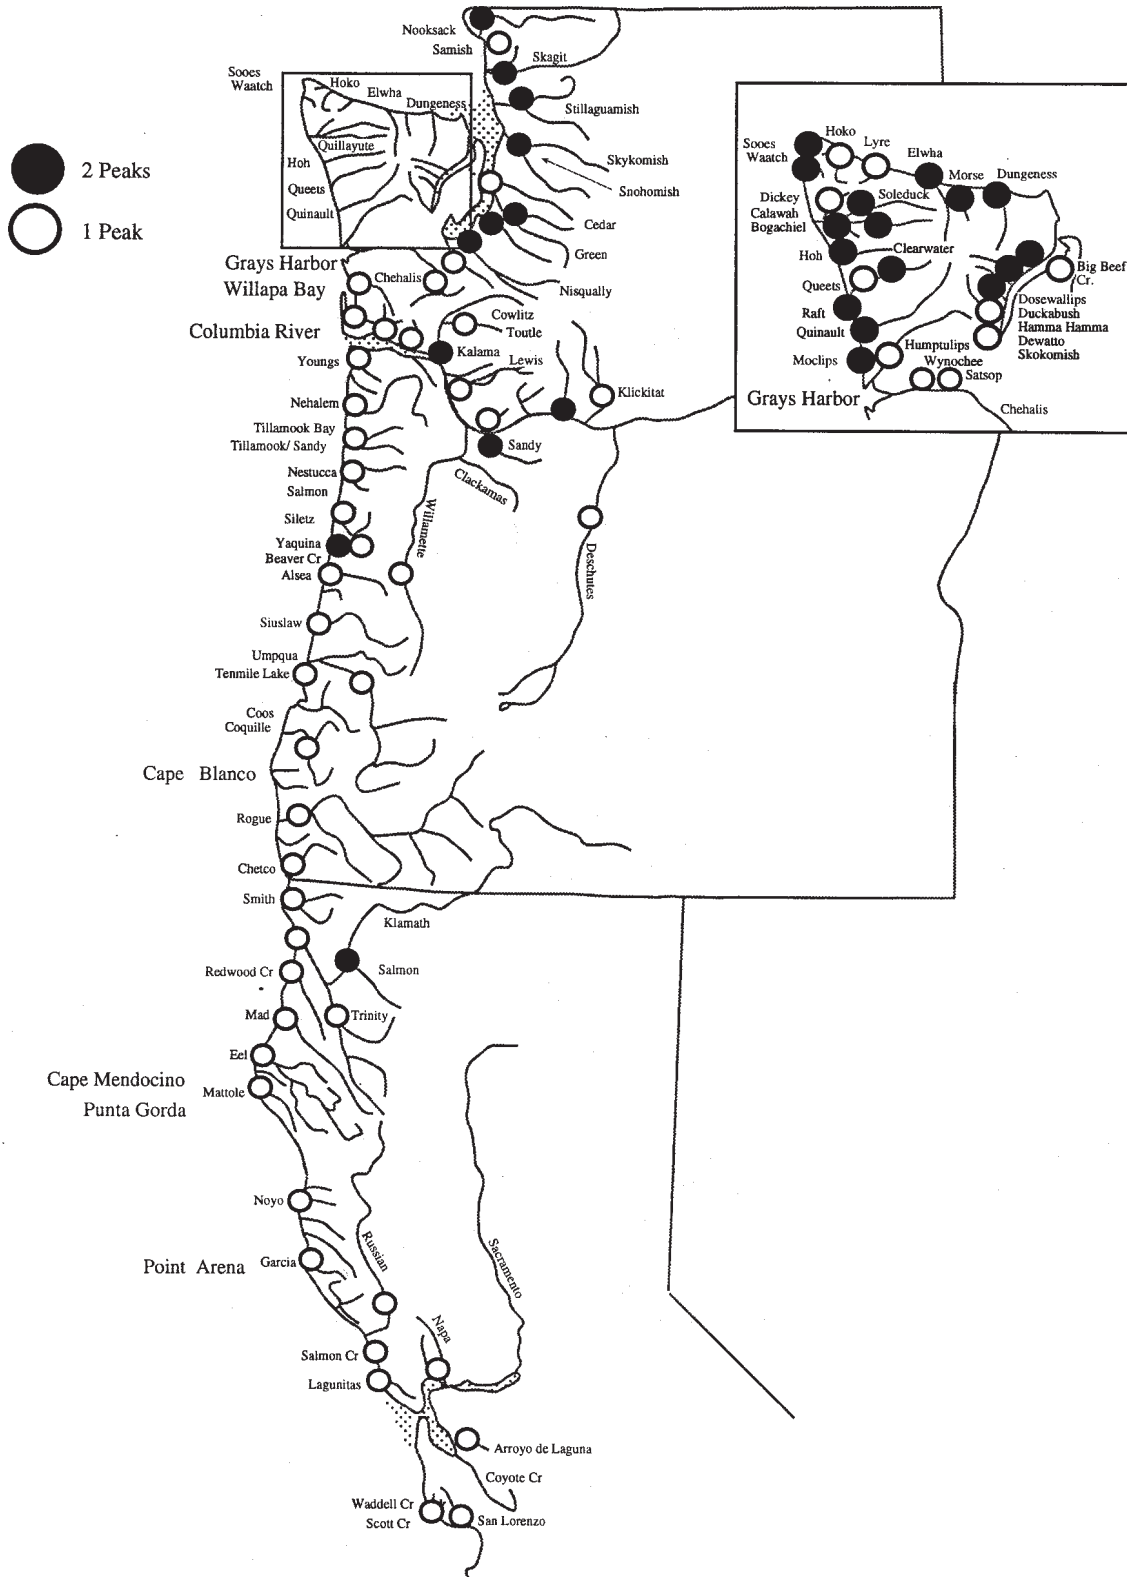 Nooksack
Samish
Skagit
Sooes
Waatch
Hoko
Elwha
Dungeness
Stillaguamish
Quillayute
Hoh
Queets
Quinault
Skykomish
Snohomish
Cedar
Green
Nisqually
2 Peaks
1 Peak
Grays Harbor
Willapa Bay
Chehalis
Columbia River
Cowlitz
Toutle
Kalama
Lewis
Youngs
Klickitat
Nehalem
Tillamook Bay
Tillamook/ Sandy
Sandy
Clackamas
Nestucca
Salmon
Willamette
Siletz
Yaquina
Beaver Cr
Alsea
Deschutes
Siuslaw
Umpqua
Tenmile Lake
Coos
Coquille
Cape Blanco
Rogue
Chetco
Smith
Klamath
Redwood Cr
Salmon
Mad
Trinity
Eel
Cape Mendocino
Mattole
Punta Gorda
Noyo
Russian
Point Arena
Garcia
Sacramento
Napa
Salmon Cr
Lagunitas
Arroyo de Laguna
Coyote Cr
Waddell Cr
Scott Cr
San Lorenzo
Sooes
Waatch
Hoko
Lyre
Elwha
Morse
Dungeness
Dickey
Soleduck
Calawah
Bogachiel
Hoh
Clearwater
Queets
Big Beef
Cr.
Raft
Quinault
Dosewallips
Duckabush
Hamma Hamma
Dewatto
Skokomish
Moclips
Humptulips
Wynochee
Satsop
Grays Harbor
Chehalis